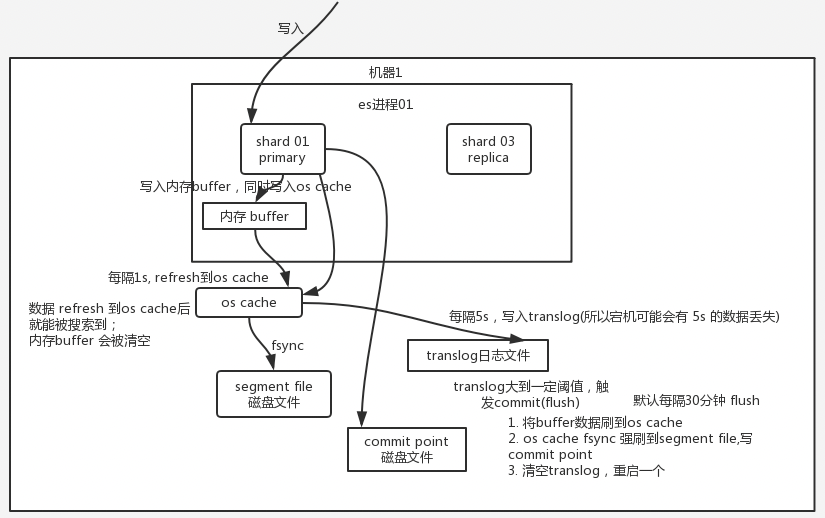 写入
机器1
es进程01
shard 01
primary
shard 03
replica
写入内存buffer，同时写入os cache
内存 buffer
每隔1s, refresh到os cache
os cache
数据 refresh 到os cache后
就能被搜索到；
内存buffer 会被清空
每隔5s，写入translog(所以宕机可能会有 5s 的数据丢失)
fsync
translog日志文件
segment file
磁盘文件
translog大到一定阈值，触
发commit(flush)
默认每隔30分钟 flush
1. 将buffer数据刷到os cache
2. os cache fsync 强刷到segment file,写
commit point
3. 清空translog，重启一个
commit point
磁盘文件